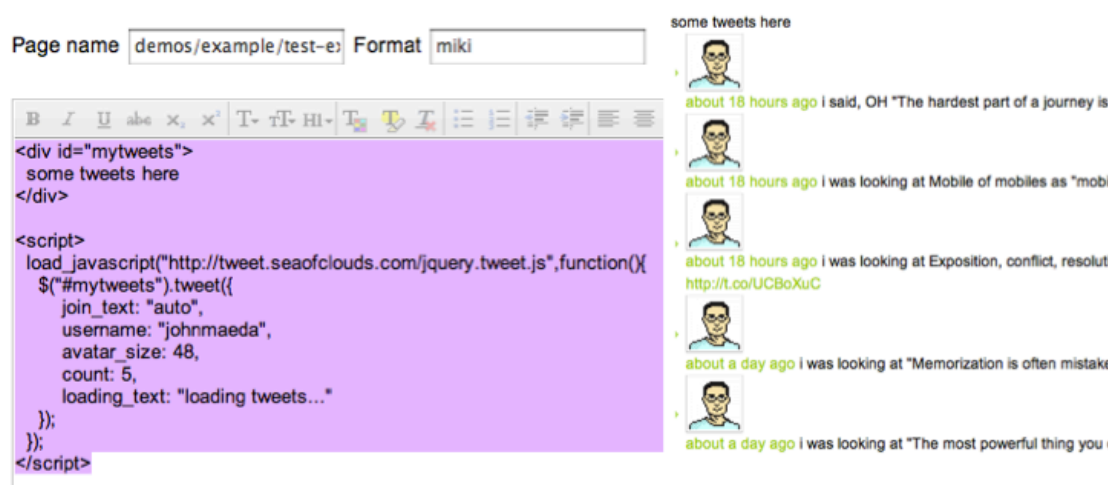 Page name demos/example/test-ex Format miki
B I U abc x, x² T TT H1 T T
<div id="mytweets">
some tweets here
</div>
<script>
load_javascript("http://tweet.seaofclouds.com/jquery.tweet.js",function(){
$("#mytweets").tweet({
join_text: "auto",
username: "johnmaeda",
avatar_size: 48,
count: 5,
loading_text: "loading tweets..."
});
});
</script>
some tweets here
about 18 hours ago i said, OH "The hardest part of a journey is
about 18 hours ago i was looking at Mobile of mobiles as "mobi
about 18 hours ago i was looking at Exposition, conflict, resolut
http://t.co/UCBoXuC
about a day ago i was looking at "Memorization is often mistake
about a day ago i was looking at "The most powerful thing you